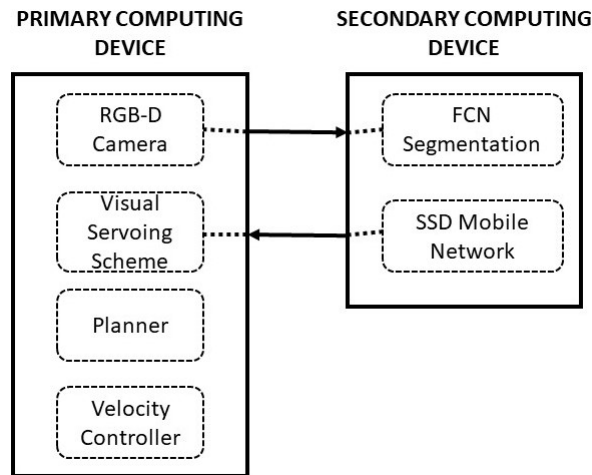 PRIMARY COMPUTING
DEVICE
SECONDARY COMPUTING
DEVICE
RGB-D
Camera
FCN
Segmentation
Visual
Servoing
Scheme
SSD Mobile
Network
Planner
Velocity
Controller